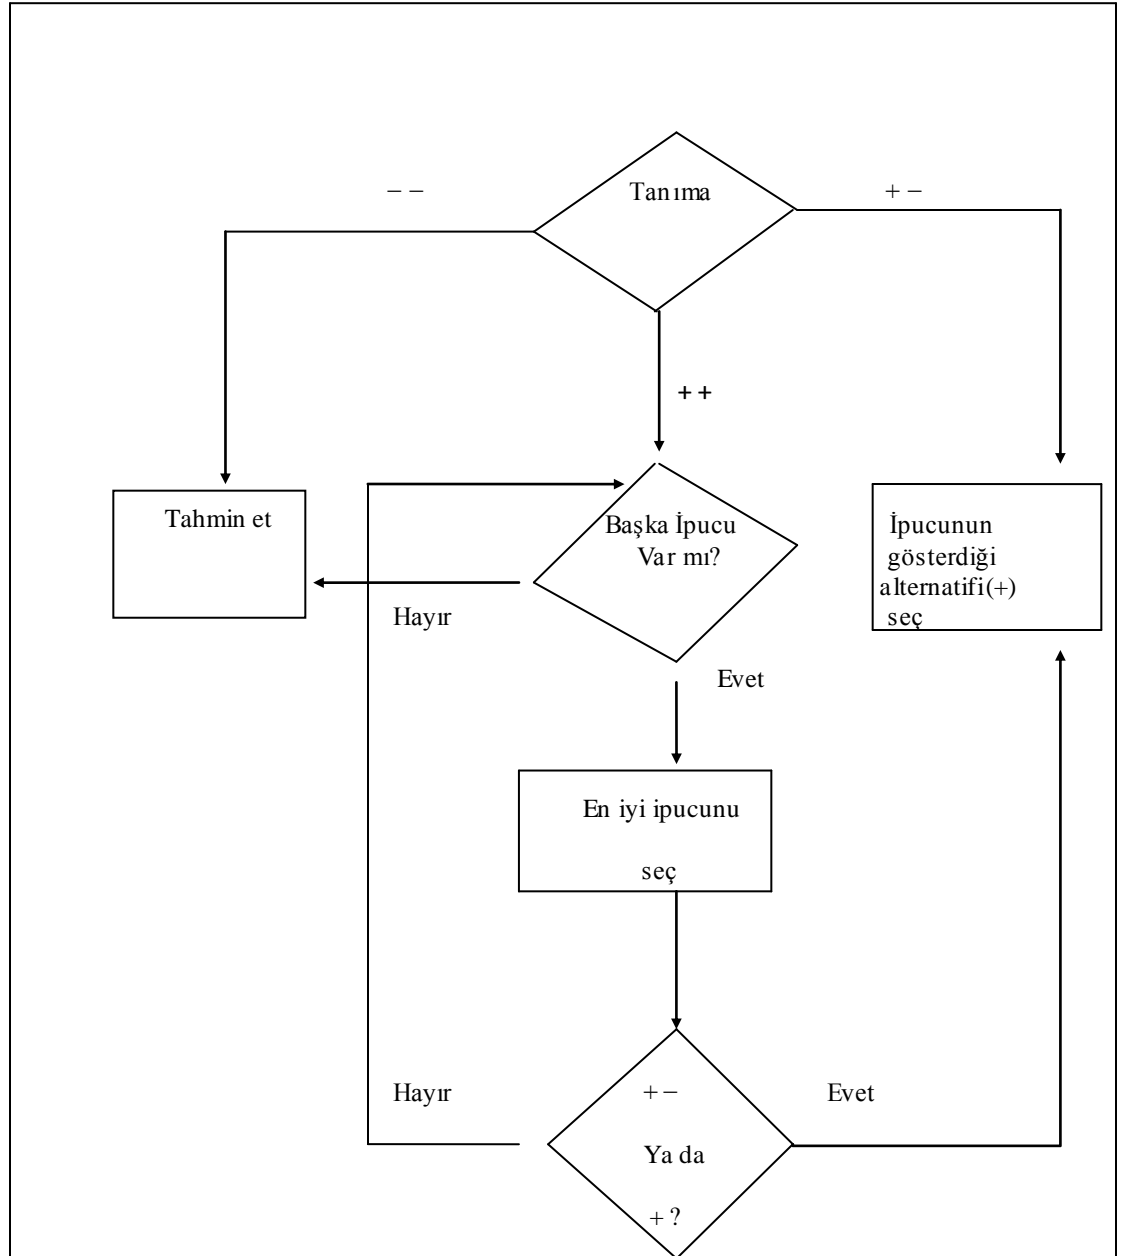 Tanıma
− −
+ −
+ +
Tahmin et
Başka İpucu
Var mı?
İpucunun
gösterdiği
alternatifi(+)
seç
Hayır
Evet
En iyi ipucunu
seç
Hayır
+ −
Evet
Ya da
+ ?